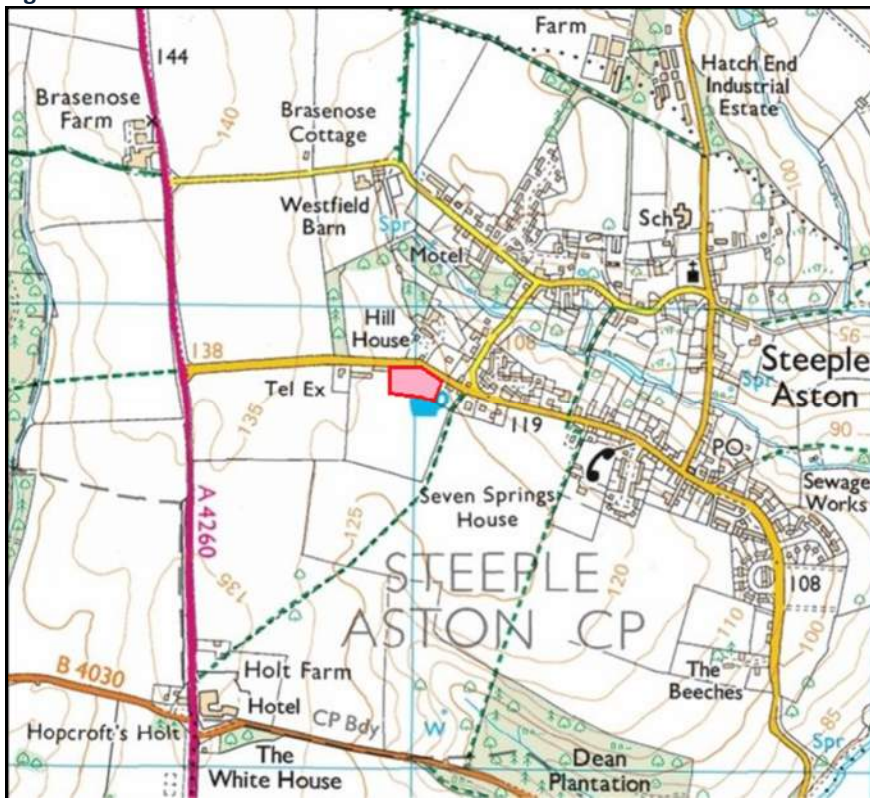 144
Brasenose
Farm
140
Brasenose
Cottage
Farm
Hatch End
Industrial
Estate
100
Westfield
Barn
Spr
Motel
Sch
Hill
House
108
138
Tel Ex
135
119
95
Steeple
Aston
Spr
90
PO
Sewage
Works
A 4260
Seven Springs
House
125
135
STEEPLE
ASTON CP
120
110
108
100
The
Beeches
85
Spr
B 4030
Holt Farm
Hotel
CP Bdy
W
Hopcroft's Holt
The
White House
Dean
Plantation